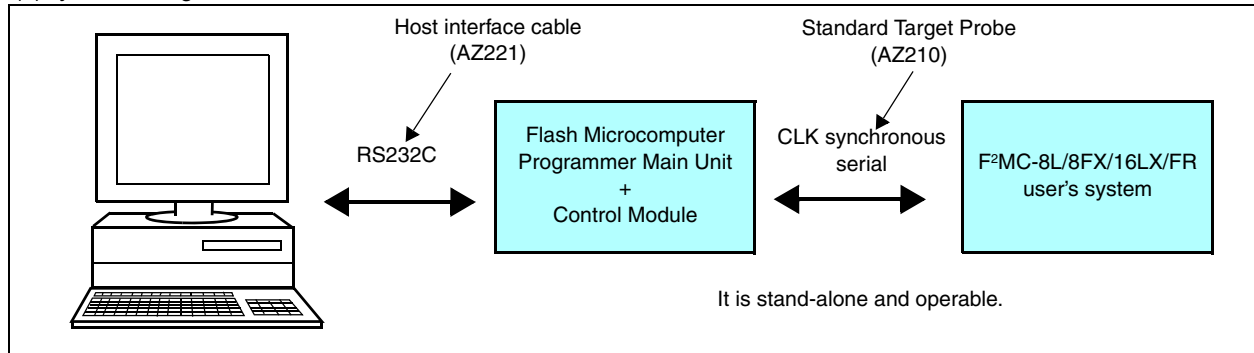 Host interface cable
(AZ221)
Standard Target Probe
(AZ210)
RS232C
Flash Microcomputer
Programmer Main Unit
+
Control Module
CLK synchronous
serial
F²MC-8L/8FX/16LX/FR
user's system
It is stand-alone and operable.